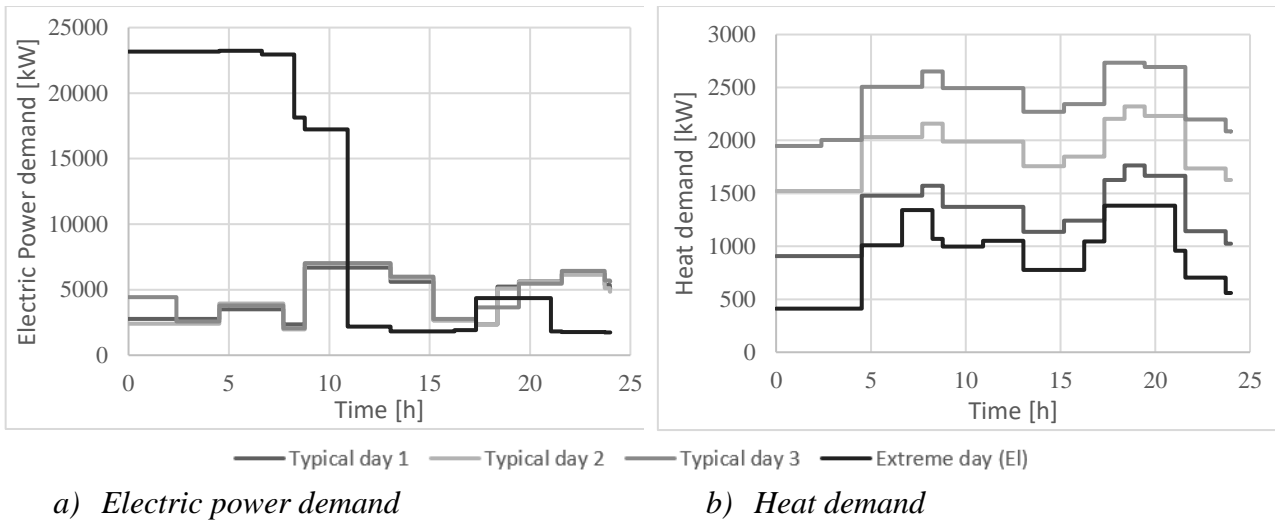 Electric Power demand [kW]
25000
20000
15000
10000
5000
0
0 5 10 15 20 25
Time [h]
Heat demand [kW]
3000
2500
2000
1500
1000
500
0
0 5 10 15 20 25
Time [h]
Typical day 1 Typical day 2 Typical day 3 Extreme day (El)
a) Electric power demand
b) Heat demand